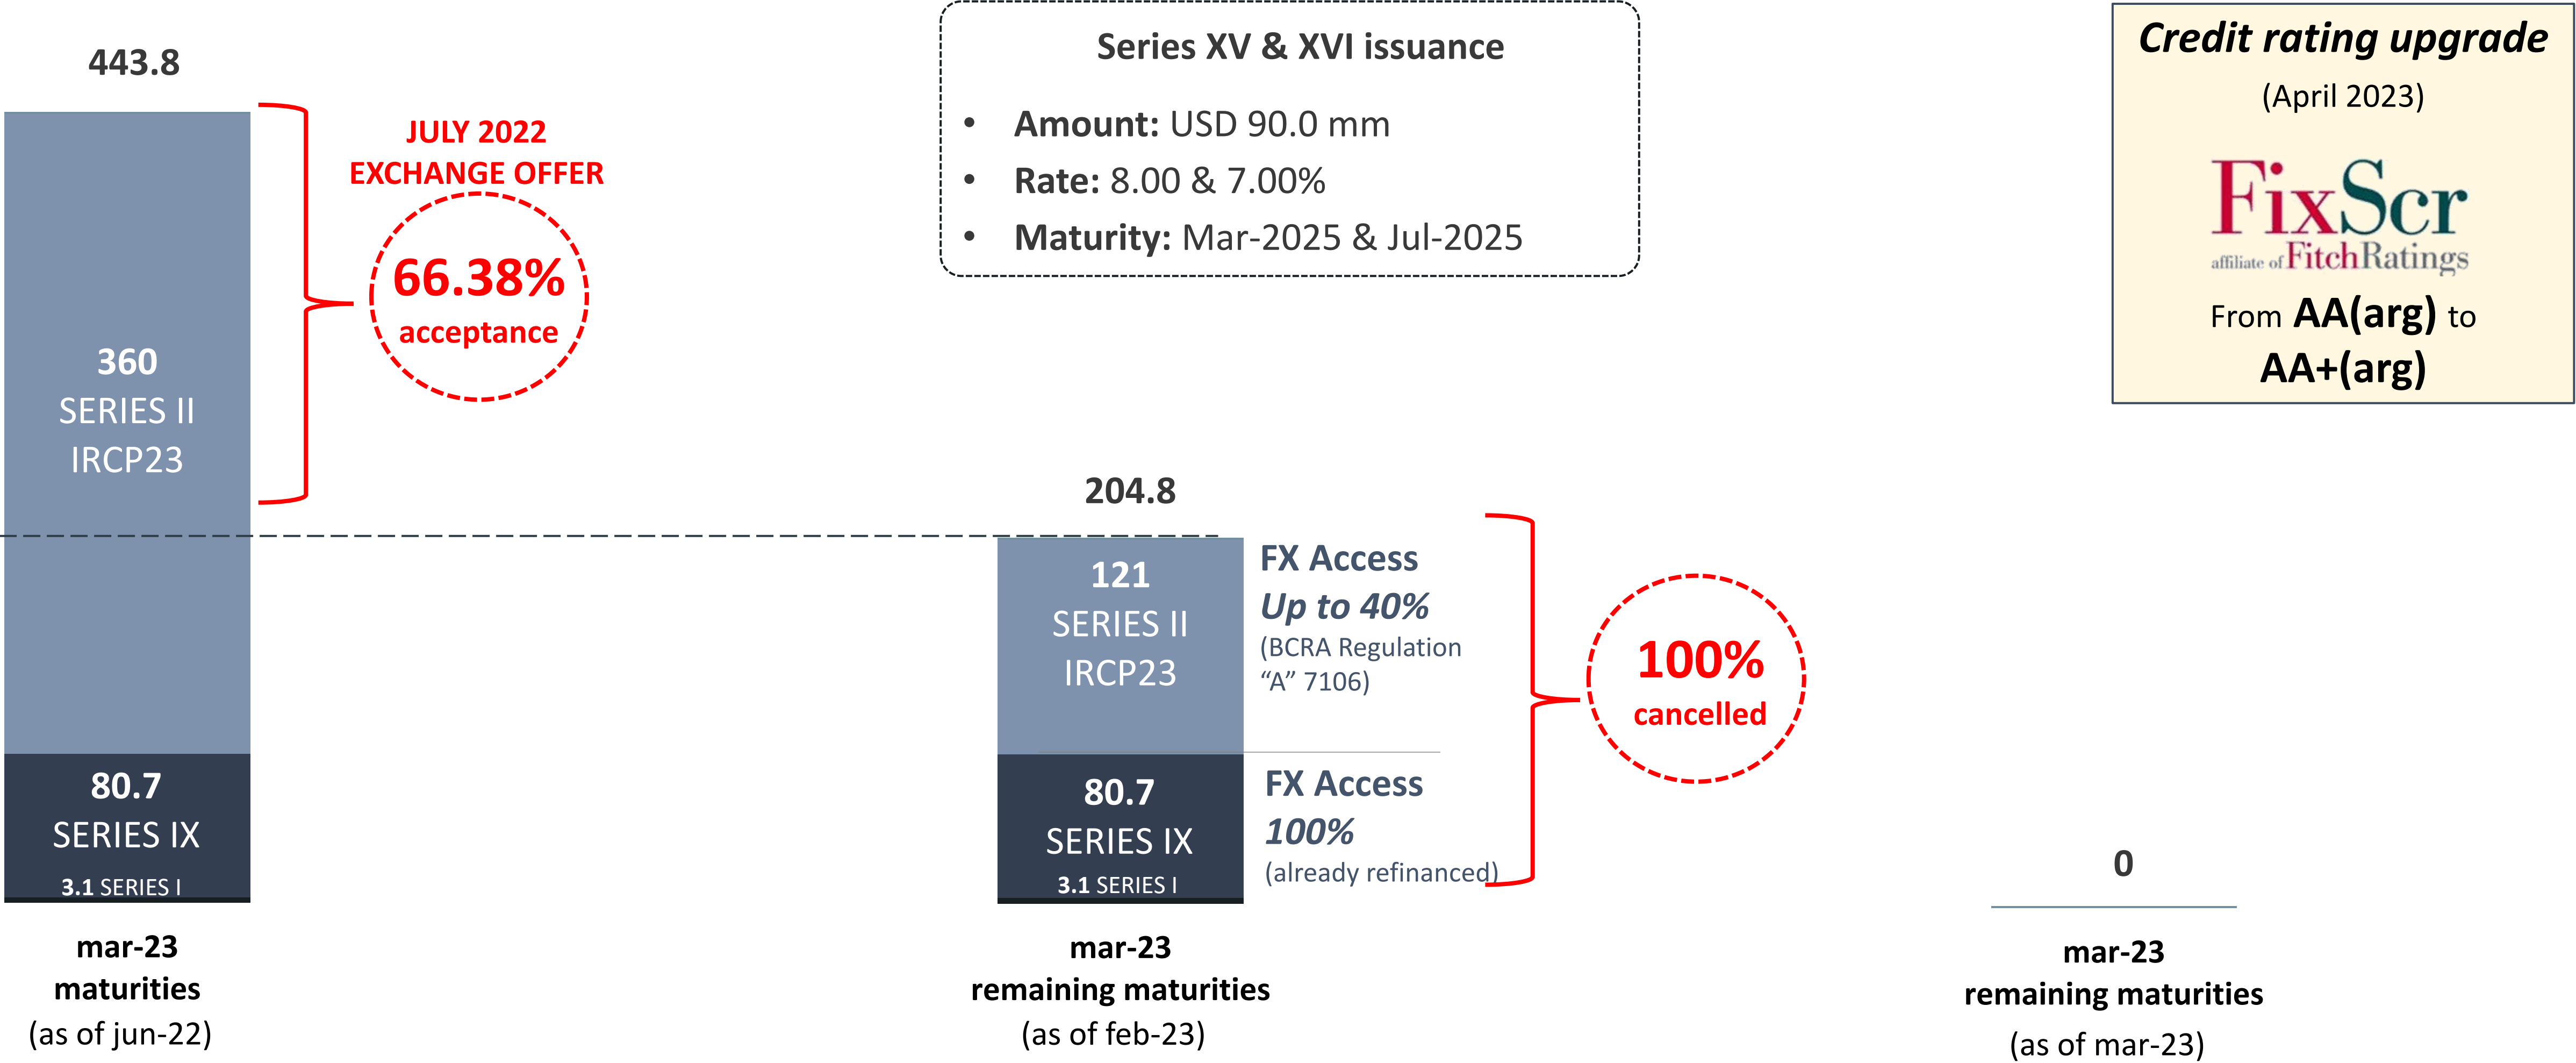 443.8
JULY 2022
EXCHANGE OFFER
66.38%
acceptance
360
SERIES II
IRCP23
80.7
SERIES IX
3.1 SERIES I
mar-23
maturities
(as of jun-22)
Series XV & XVI issuance
• Amount: USD 90.0 mm
• Rate: 8.00 & 7.00%
• Maturity: Mar-2025 & Jul-2025
204.8
121
SERIES II
IRCP23
80.7
SERIES IX
3.1 SERIES I
FX Access
Up to 40%
(BCRA Regulation
“A” 7106)
FX Access
100%
(already refinanced)
mar-23
remaining maturities
(as of feb-23)
100%
cancelled
Credit rating upgrade
(April 2023)
FixScr
affiliate of FitchRatings
From AA(arg) to
AA+(arg)
0
mar-23
remaining maturities
(as of mar-23)